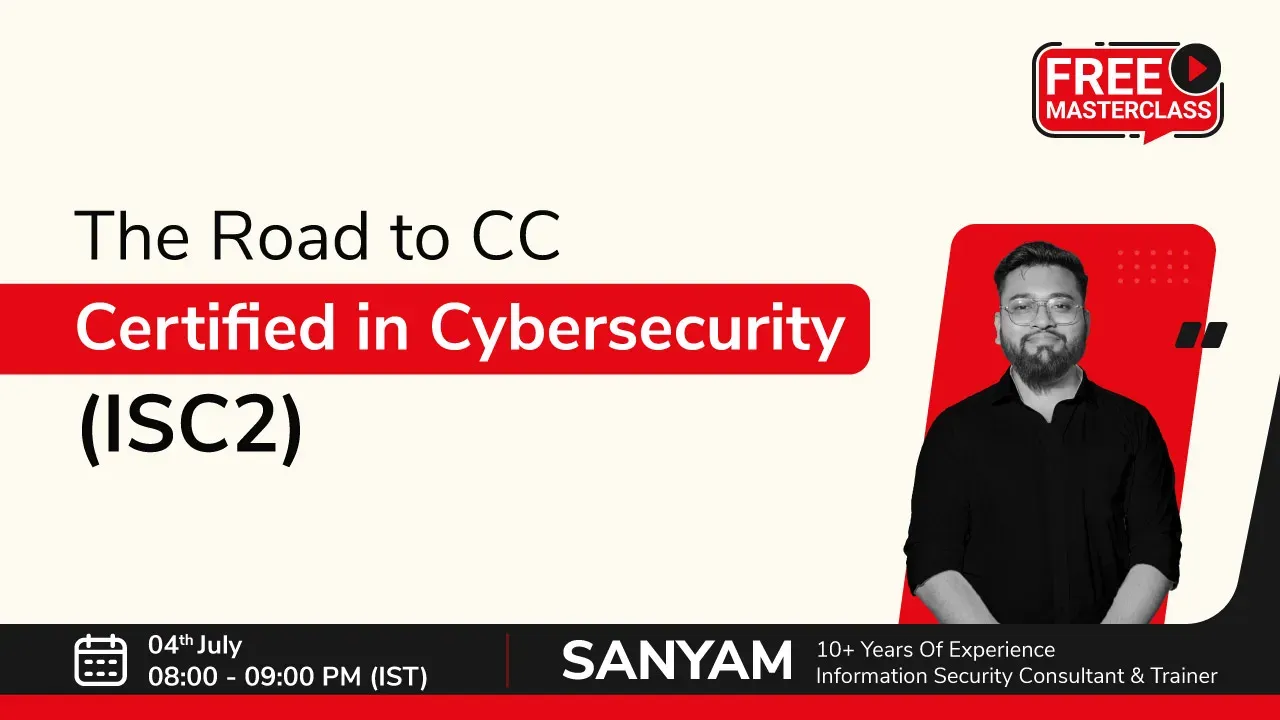 FREE
MASTERCLASS
The Road to CC
Certified in Cybersecurity
(ISC2)
04th July
08:00 - 09:00 PM (IST)
SANYAM
10+ Years Of Experience
Information Security Consultant & Trainer